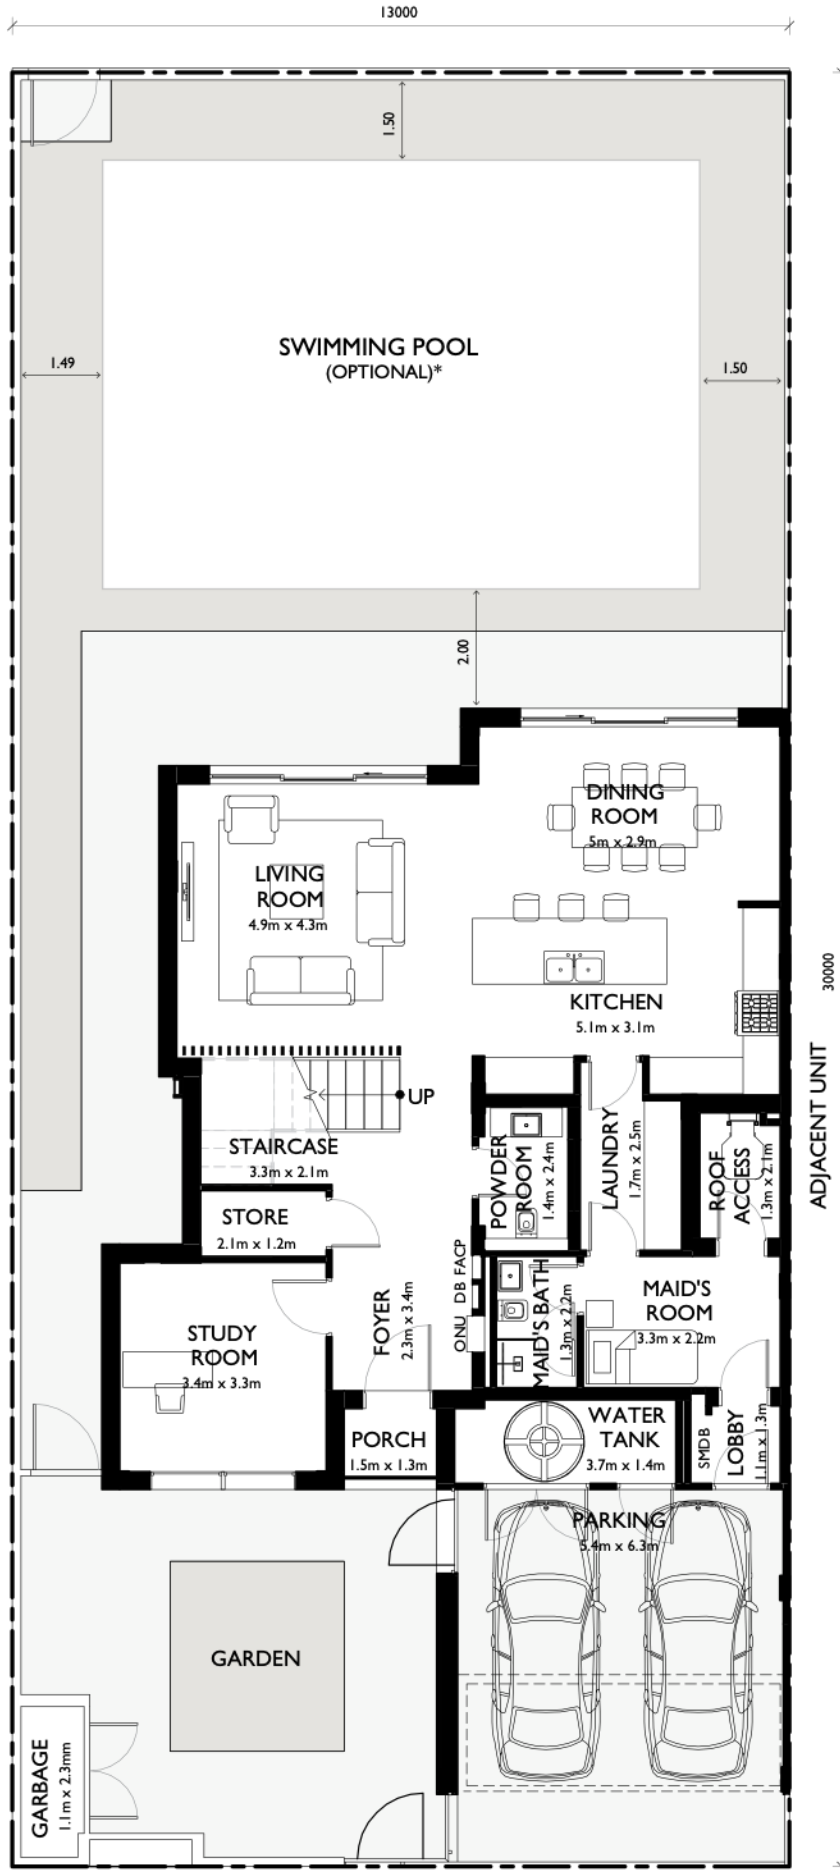 13000
1.50
SWIMMING POOL
(OPTIONAL)*
1.49
1.50
2.00
DINING
ROOM
5m x 2.9m
LIVING
ROOM
4.9m x 4.3m
KITCHEN
5.1m x 3.1m
30000
ADJACENT UNIT
UP
STAIRCASE
3.3m x 2.1m
POWDER
ROOM
1.4m x 2.4m
LAUNDRY
1.7m x 2.5m
ROOF
ACCESS
1.3m x 2.1m
STORE
2.1m x 1.2m
FOYER
2.3m x 3.4m
ONU DB FACP
MAID'S BATH
1.3m x 2.2m
MAID'S
ROOM
3.3m x 2.2m
STUDY
ROOM
3.4m x 3.3m
PORCH
1.5m x 1.3m
WATER
TANK
3.7m x 1.4m
SMDB
LOBBY
1.1m x 1.3m
PARKING
5.4m x 6.3m
GARDEN
GARBAGE
1.1m x 2.3mm